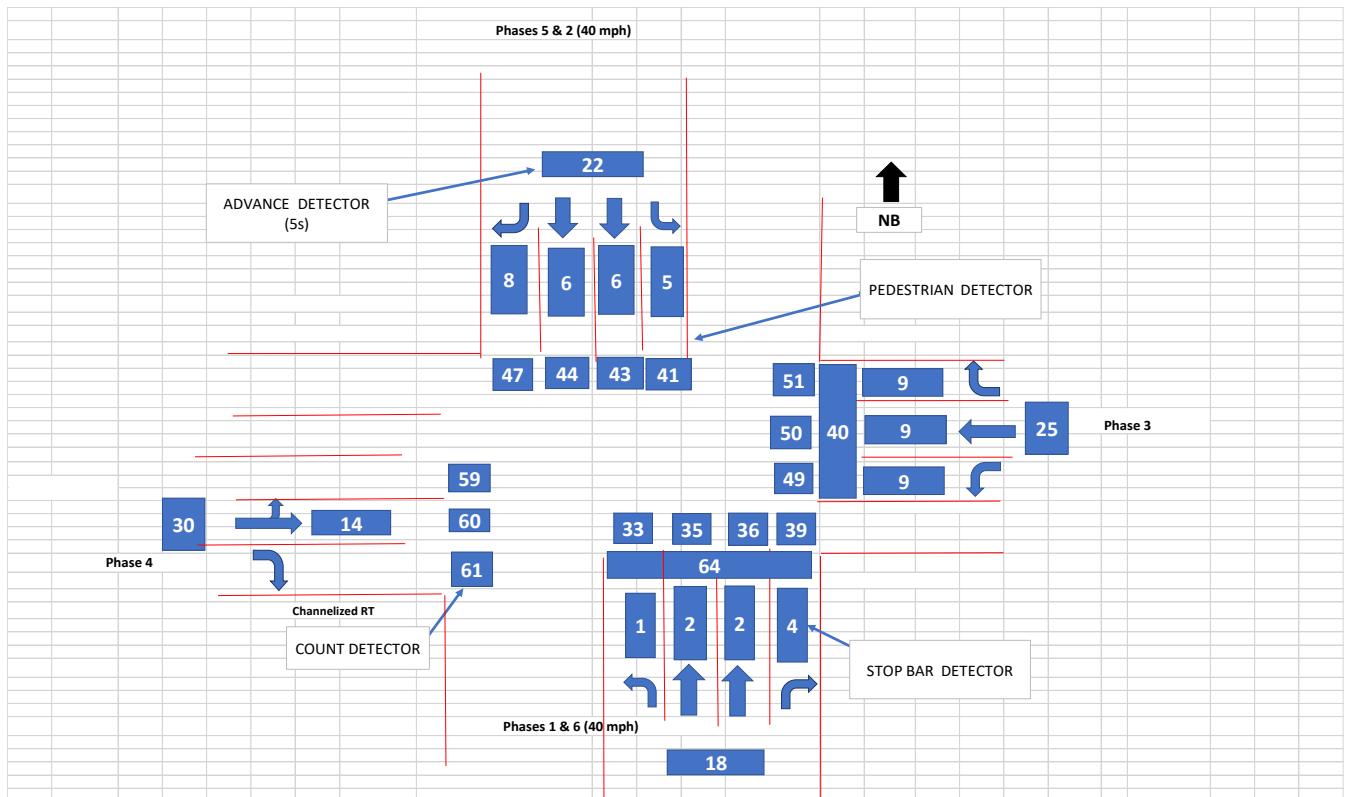 Phases 5 & 2 (40 mph)
22
ADVANCE DETECTOR
(5s)
NB
8
6
6
5
PEDESTRIAN DETECTOR
47
44
43
41
51
9
50
40
9
25
Phase 3
49
9
59
30
14
60
33
35
36
39
Phase 4
61
64
Channelized RT
COUNT DETECTOR
1
2
2
4
STOP BAR DETECTOR
Phases 1 & 6 (40 mph)
18